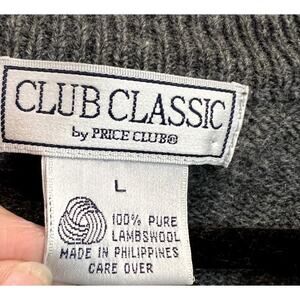 CLUB CLASSIC
by PRICE CLUB®
L
100% PURE
LAMBSWOOL
MADE IN PHILIPPINES
CARE OVER